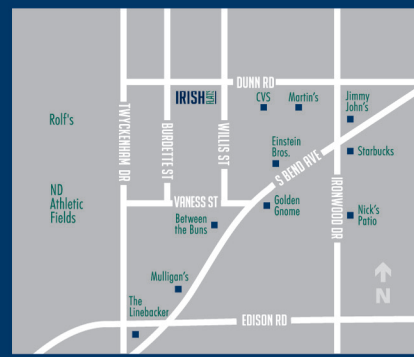 DUNN RD
IRISH FLATS
CVS
Martin's
Jimmy
John's
Rolf's
TWYCKENHAM DR
BURDETTE ST
WILLIS ST
Einstein
Bros.
S BEND AVE
Starbucks
IRONWOOD DR
ND
Athletic
Fields
VANESS ST
Golden
Gnome
Nick's
Patio
Between
the Buns
Mulligan's
N
The
Linebacker
EDISON RD